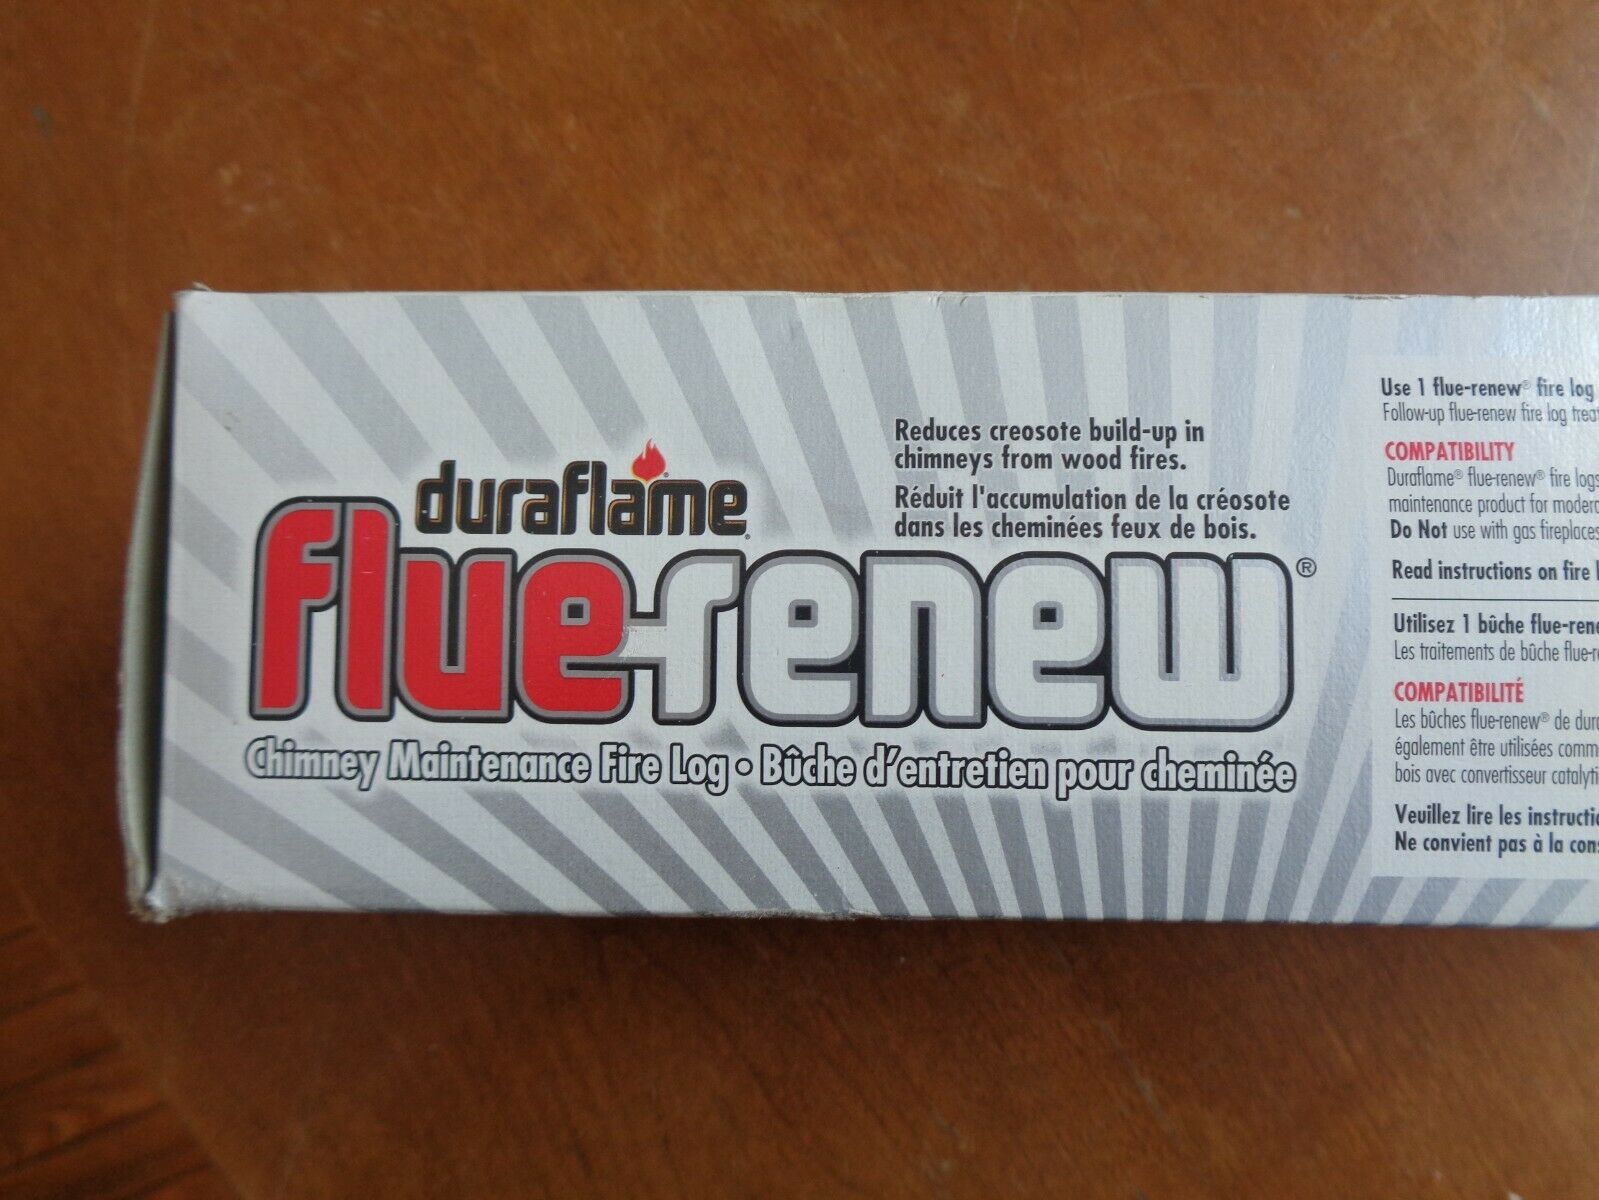 duraflame
flue-renew®
Chimney Maintenance Fire Log • Bûche d'entretien pour cheminée
Reduces creosote build-up in
chimneys from wood fires.
Réduit l'accumulation de la créosote
dans les cheminées feux de bois.
Use 1 flue-renew® fire log
Follow-up flue-renew fire log
COMPATIBILITY
Duraflame® flue-renew® fire logs
maintenance product for
Do Not use with gas fireplaces
Read instructions on fire
Utilisez 1 bûche
Les traitements de bûche
COMPATIBILITÉ
Les bûches flue-renew® de
également être utilisées
bois avec convertisseur
Veuillez lire les
Ne convient pas à la